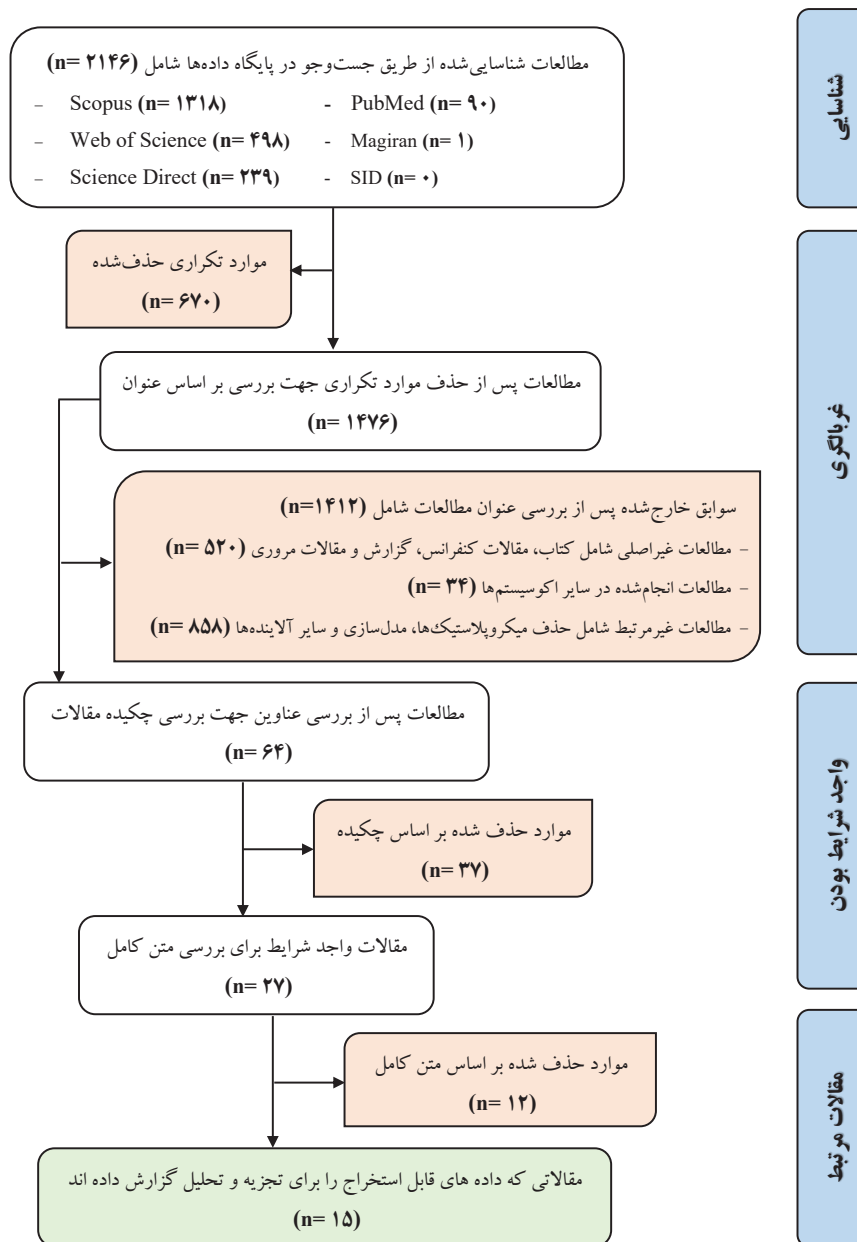 شناسایی
مطالعات شناسایی‌شده از طریق جست‌وجو در پایگاه داده‌ها شامل (n= ۲۱۴۶)
– Scopus (n= ۱۳۱۸)
- PubMed (n= ۹۰)
– Web of Science (n= ۴۹۸)
- Magiran (n= ۱)
– Science Direct (n= ۲۳۹)
- SID (n= ۰)
غربالگری
موارد تکراری حذف‌شده
(n= ۶۷۰)
مطالعات پس از حذف موارد تکراری جهت بررسی بر اساس عنوان
(n= ۱۴۷۶)
سوابق خارج‌شده پس از بررسی عنوان مطالعات شامل (n=۱۴۱۲)
– مطالعات غیراصلی شامل کتاب، مقالات کنفرانس، گزارش و مقالات مروری (n= ۵۲۰)
– مطالعات انجام‌شده در سایر اکوسیستم‌ها (n= ۳۴)
– مطالعات غیرمرتبط شامل حذف میکروپلاستیک‌ها، مدل‌سازی و سایر آلاینده‌ها (n= ۸۵۸)
واجد شرایط بودن
مطالعات پس از بررسی عناوین جهت بررسی چکیده مقالات
(n= ۶۴)
موارد حذف شده بر اساس چکیده
(n= ۳۷)
مقالات واجد شرایط برای بررسی متن کامل
(n= ۲۷)
مقالات مرتبط
موارد حذف شده بر اساس متن کامل
(n= ۱۲)
مقالاتی که داده های قابل استخراج را برای تجزیه و تحلیل گزارش داده اند
(n= ۱۵)